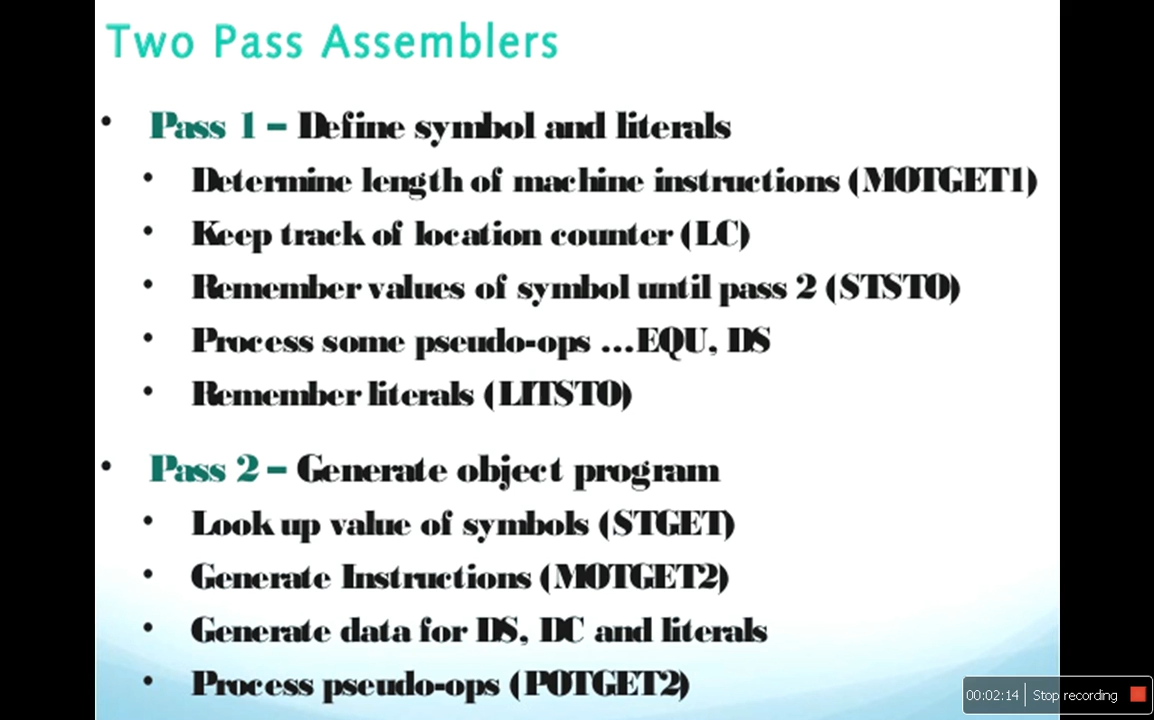 Two Pass Assemblers
• Pass 1 – Define symbol and literals
• Determine length of machine instructions (MOTGET1)
• Keep track of location counter (LC)
• Remember values of symbol until pass 2 (STSTO)
• Process some pseudo-ops ...EQU, DS
• Remember literals (LITSTO)
• Pass 2 – Generate object program
• Look up value of symbols (STGET)
• Generate Instructions (MOTGET2)
• Generate data for DS, DC and literals
• Process pseudo-ops (POTGET2)
00:02:14 Stop recording